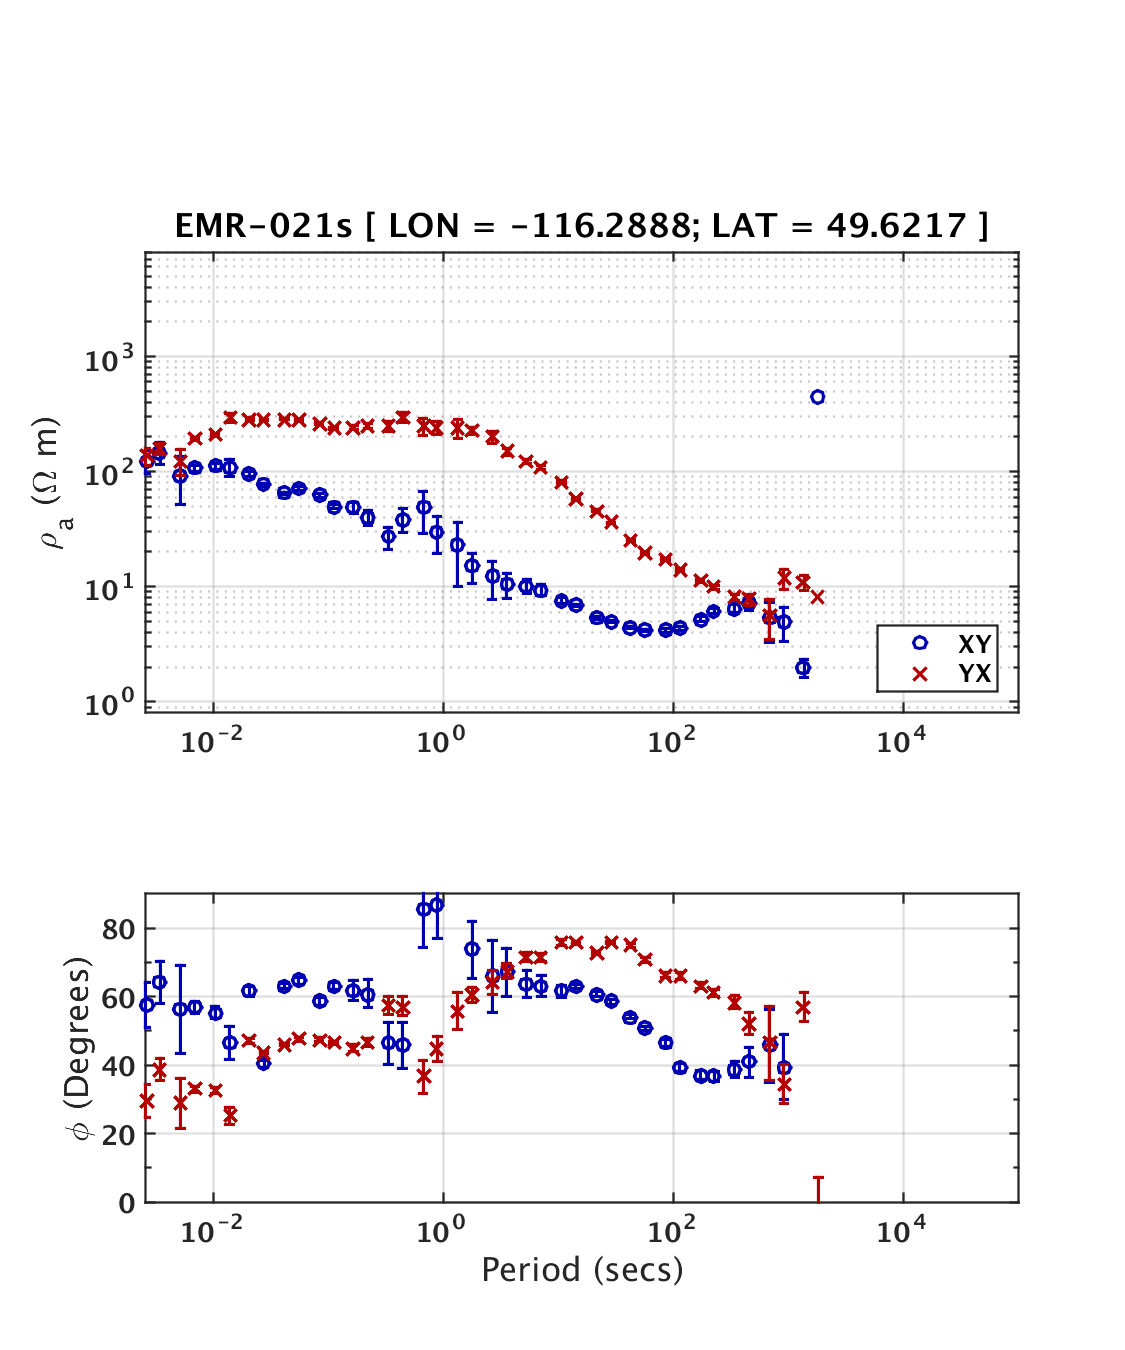 EMR-021s [ LON = -116.2888; LAT = 49.6217 ]
10³
10²
10¹
10⁰
ρa (Ω m)
XY
YX
10⁻² 10⁰ 10² 10⁴
80
60
40
20
0
ϕ (Degrees)
10⁻² 10⁰ 10² 10⁴
Period (secs)